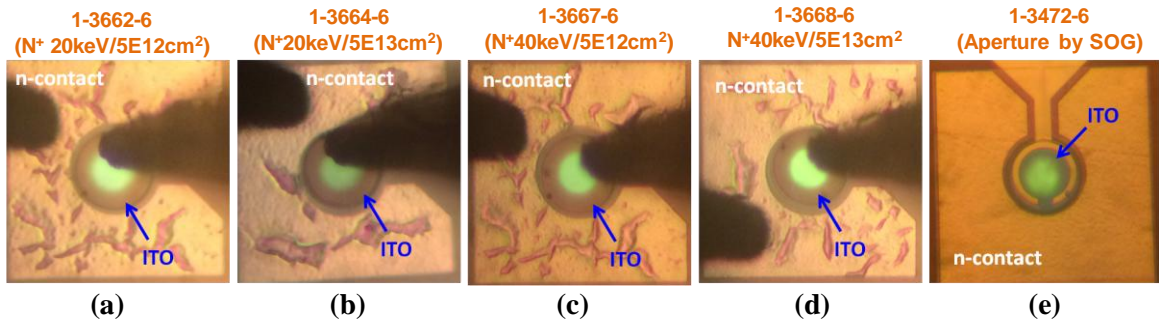 1-3662-6
(N⁺ 20keV/5E12cm²)
n-contact
ITO
(a)
1-3664-6
(N⁺20keV/5E13cm²)
n-contact
ITO
(b)
1-3667-6
(N⁺40keV/5E12cm²)
n-contact
ITO
(c)
1-3668-6
N⁺40keV/5E13cm²
n-contact
ITO
(d)
1-3472-6
(Aperture by SOG)
ITO
n-contact
(e)